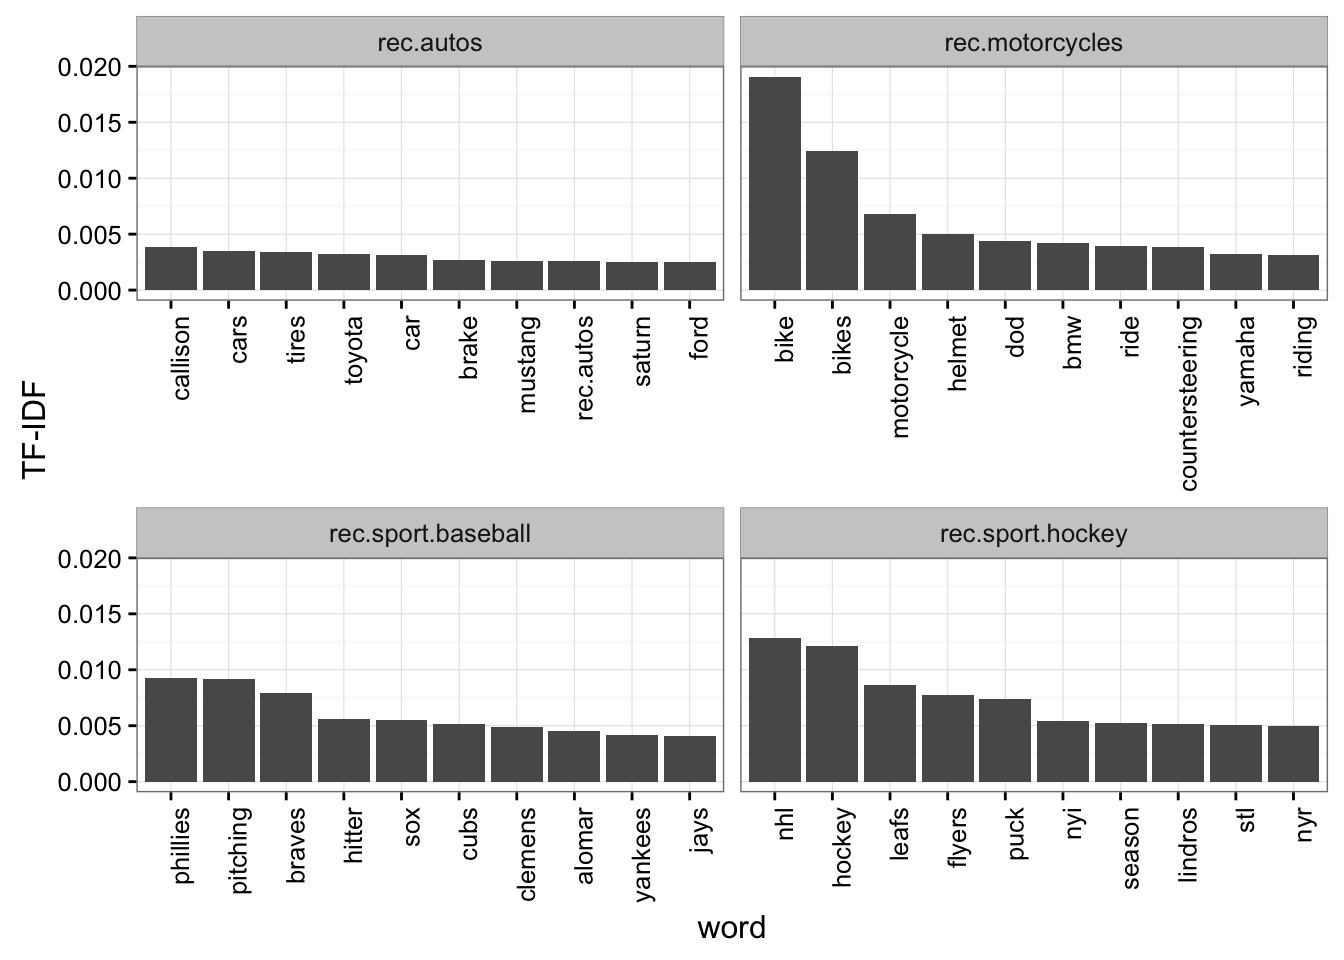 rec.autos
rec.motorcycles
0.020
0.015
0.010
0.005
0.000
callison
cars
tires
toyota
car
brake
mustang
rec.autos
saturn
ford
bike
bikes
motorcycle
helmet
dod
bmw
ride
countersteering
yamaha
riding
TF-IDF
rec.sport.baseball
rec.sport.hockey
0.020
0.015
0.010
0.005
0.000
phillies
pitching
braves
hitter
sox
cubs
clemens
alomar
yankees
jays
nhl
hockey
leafs
flyers
puck
nyi
season
lindros
stl
nyr
word